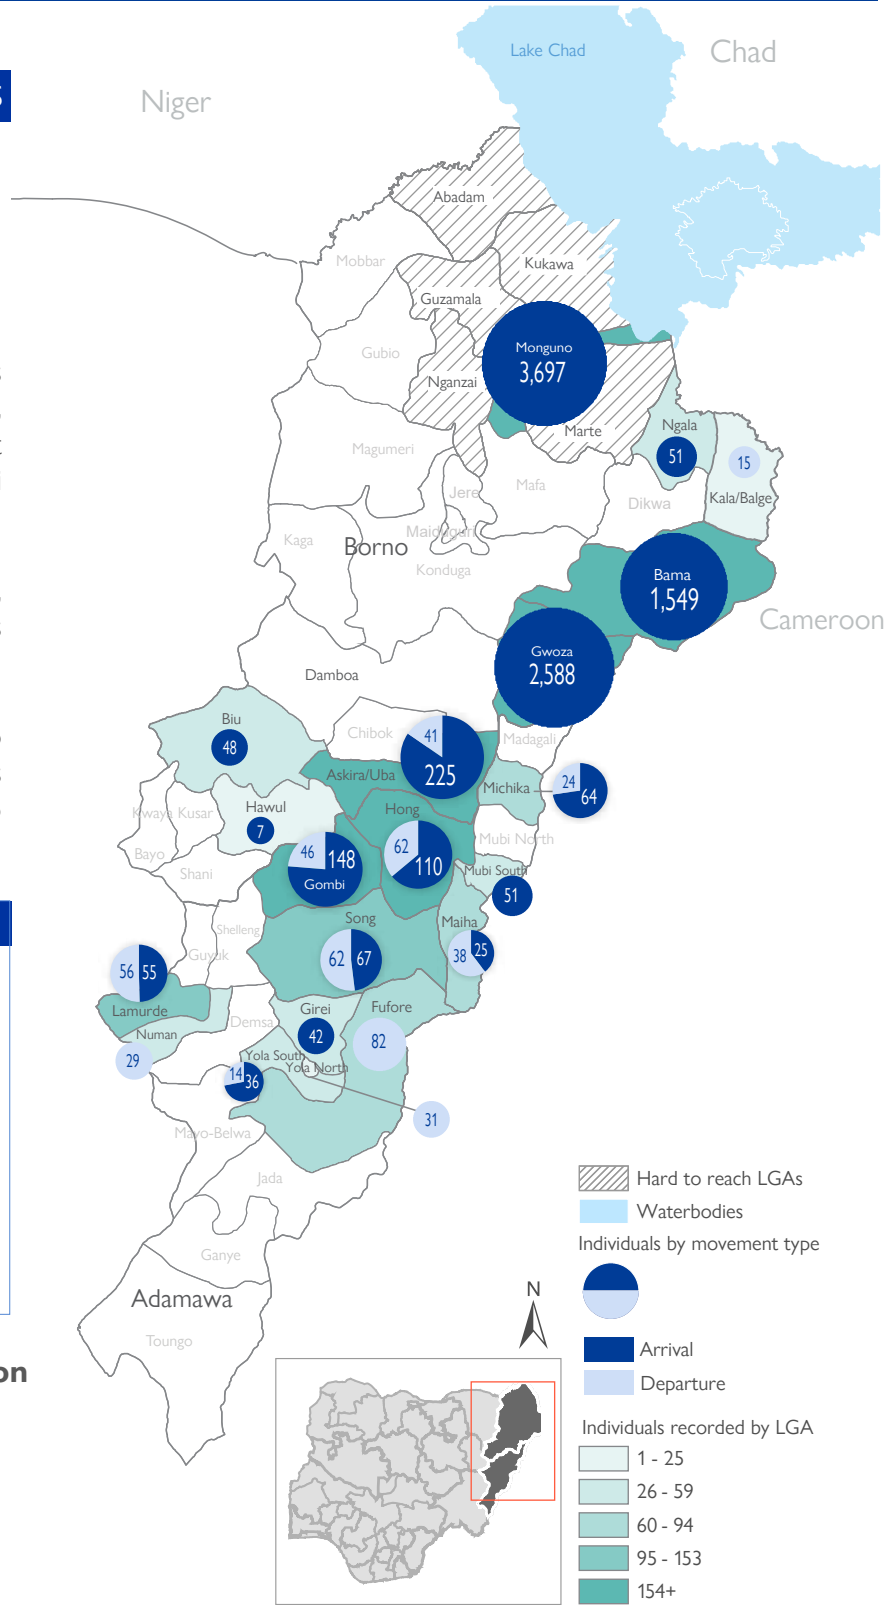 Lake Chad
Chad
Niger
Abadam
Mobbar
Kukawa
Guzamala
Gubio
Monguno
3,697
Nganzai
Marte
Ngala
51
15
Magumeri
Jere
Mafa
Dikwa
Kala/Balge
Kaga
Borno
Maiduguri
Konduga
Bama
1,549
Cameroon
Gwoza
2,588
Damboa
Biu
48
Chibok
41
225
Madagali
Askira/Uba
Michika
24
64
Kwaya Kusar
Hawul
7
Hong
62
110
Mubi North
Bayo
46
148
Gombi
Shani
Mubi South
51
Song
62
67
Maiha
38
25
Shelleng
Guyuk
56
55
Lamurde
Numan
29
Demsa
Girei
42
Fufore
82
Yola South
Yola North
14
36
31
Mayo-Belwa
Jada
Ganye
Adamawa
Toungo
on
N
Hard to reach LGAs
Waterbodies
Individuals by movement type
Arrival
Departure
Individuals recorded by LGA
1 - 25
26 - 59
60 - 94
95 - 153
154+